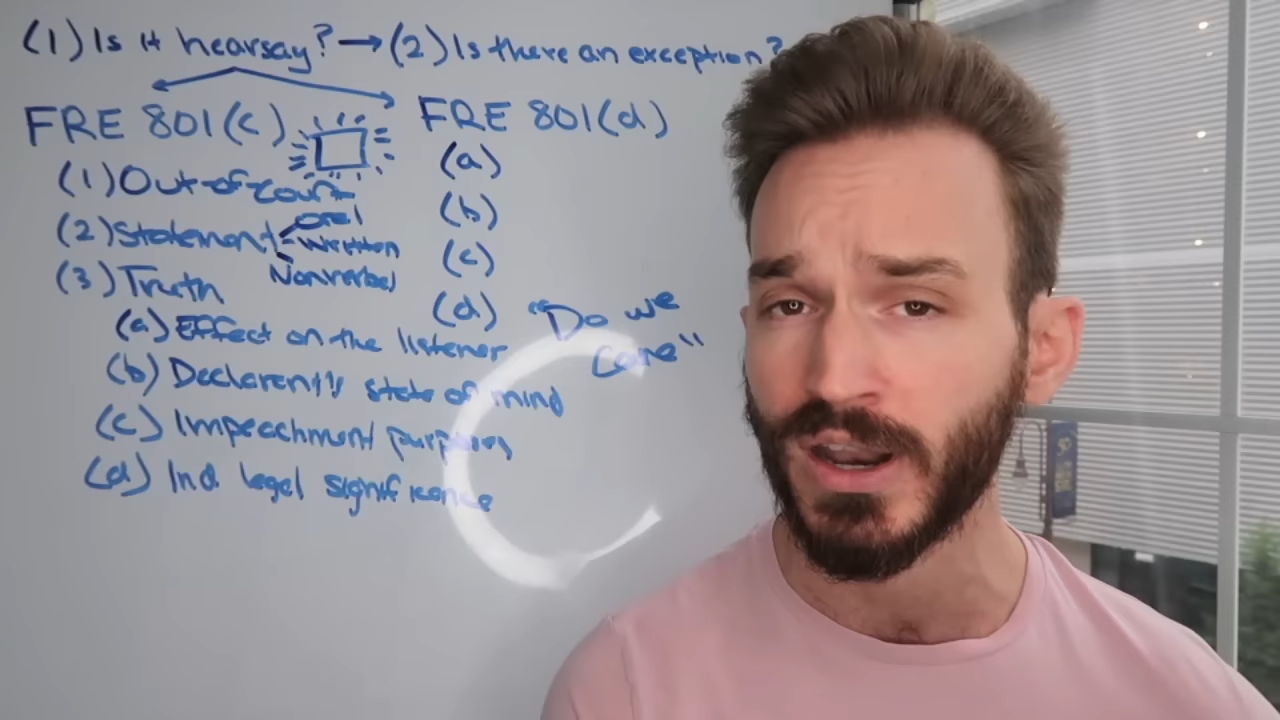 (1) Is it hearsay? → (2) Is there an exception?
FRE 801(c)
(1) Out-of-court
(2) Statement
Oral
Written
Nonverbal
(3) Truth
(a) Effect on the listener
(b) Declarent's state of mind
(c) Impeachment purposes
(d) Ind. legal significance
FRE 801(d)
(a)
(b)
(c)
(d)
"Do we
care"